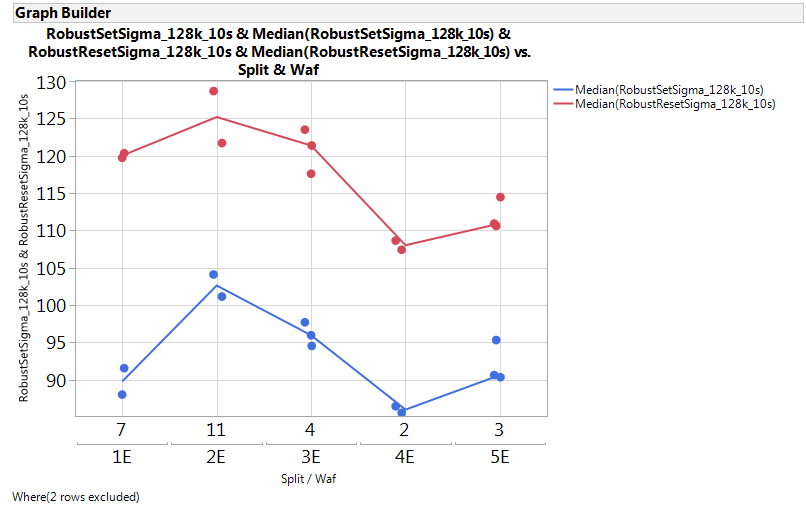 Graph Builder
RobustSetSigma_128k_10s & Median(RobustSetSigma_128k_10s) &
RobustResetSigma_128k_10s & Median(RobustResetSigma_128k_10s) vs.
Split & Waf
RobustSetSigma_128k_10s & RobustResetSigma_128k_10s
130
125
120
115
110
105
100
95
90
Median(RobustSetSigma_128k_10s)
Median(RobustResetSigma_128k_10s)
7 11 4 2 3
1E 2E 3E 4E 5E
Split / Waf
Where(2 rows excluded)